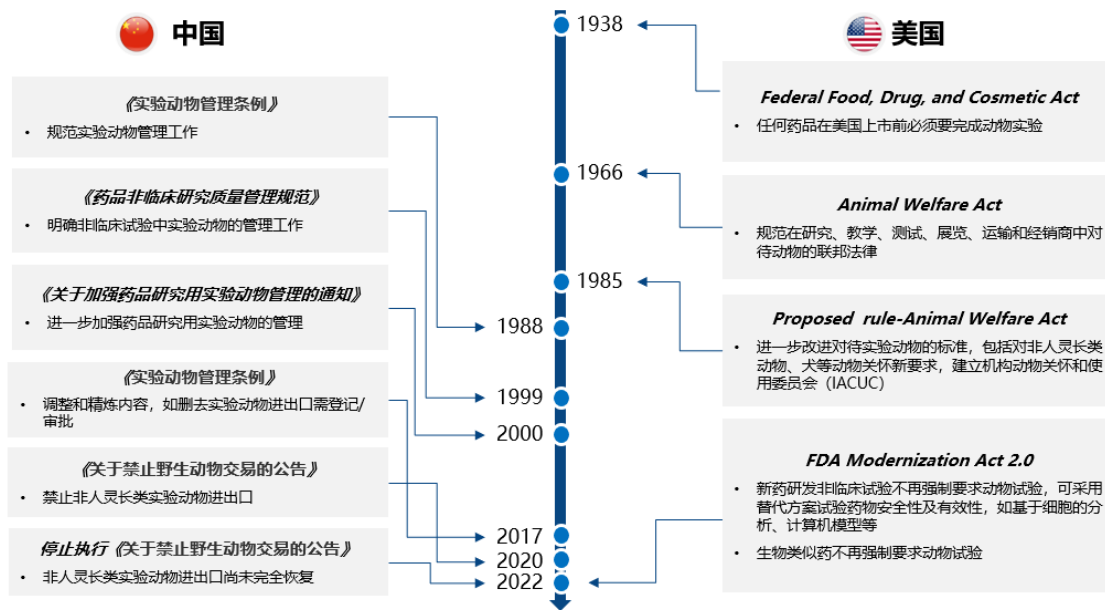 中国
《实验动物管理条例》
• 规范实验动物管理工作
《药品非临床研究质量管理规范》
• 明确非临床试验中实验动物的管理工作
《关于加强药品研究用实验动物管理的通知》
• 进一步加强药品研究用实验动物的管理
《实验动物管理条例》
• 调整和精炼内容，如删去实验动物进出口需登记/
审批
《关于禁止野生动物交易的公告》
• 禁止非人灵长类实验动物进出口
停止执行《关于禁止野生动物交易的公告》
• 非人灵长类实验动物进出口尚未完全恢复
1938
1966
1985
1988
1999
2000
2017
2020
2022
美国
Federal Food, Drug, and Cosmetic Act
• 任何药品在美国上市前必须要完成动物实验
Animal Welfare Act
• 规范在研究、教学、测试、展览、运输和经销商中对
待动物的联邦法律
Proposed rule-Animal Welfare Act
• 进一步改进对待实验动物的标准，包括对非人灵长类
动物、犬等动物关怀新要求，建立机构动物关怀和使
用委员会（IACUC）
FDA Modernization Act 2.0
• 新药研发非临床试验不再强制要求动物试验，可采用
替代方案试验药物安全性及有效性，如基于细胞的分
析、计算机模型等
• 生物类似药不再强制要求动物试验